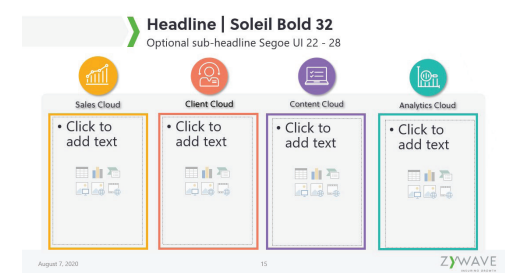 Headline | Soleil Bold 32
Optional sub-headline Segoe UI 22 - 28
Sales Cloud
Client Cloud
Content Cloud
Analytics Cloud
• Click to
add text
• Click to
add text
• Click to
add text
• Click to
add text
August 7, 2020
15
ZYWAVE
POWERING GROWTH